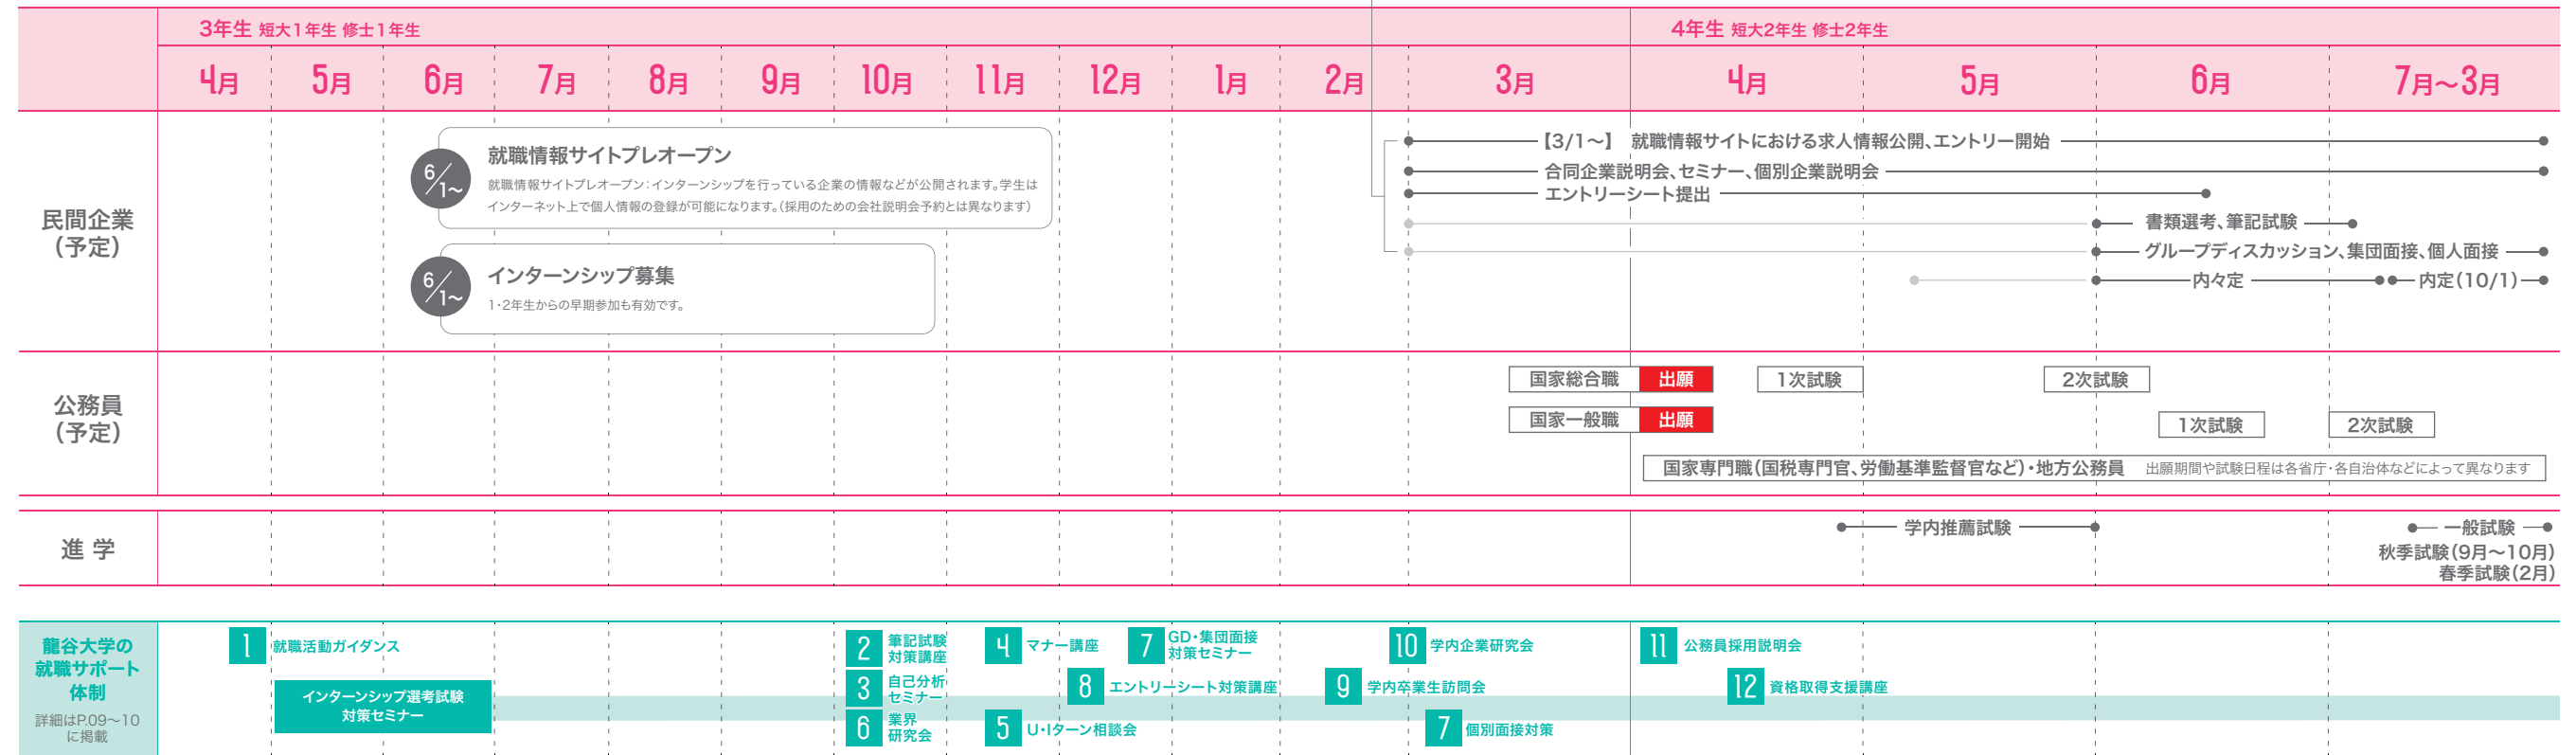 3年生 短大1年生 修士1年生
4年生 短大2年生 修士2年生
4月 5月 6月 7月 8月 9月 10月 11月 12月 1月 2月 3月 4月 5月 6月 7月～3月
民間企業
（予定）
6/1～
就職情報サイトプレオープン
就職情報サイトプレオープン：インターンシップを行っている企業の情報などが公開されます。学生は
インターネット上で個人情報の登録が可能になります。（採用のための会社説明会予約とは異なります）
6/1～
インターンシップ募集
1・2年生からの早期参加も有効です。
【3/1～】 就職情報サイトにおける求人情報公開、エントリー開始
合同企業説明会、セミナー、個別企業説明会
エントリーシート提出
書類選考、筆記試験
グループディスカッション、集団面接、個人面接
内々定 内定（10/1）
公務員
（予定）
国家総合職 出願 1次試験 2次試験
国家一般職 出願 1次試験 2次試験
国家専門職（国税専門官、労働基準監督官など）・地方公務員 出願期間や試験日程は各省庁・各自治体などによって異なります
進 学
学内推薦試験
一般試験
秋季試験（9月～10月）
春季試験（2月）
龍谷大学の
就職サポート
体制
詳細はP.09～10
に掲載
1 就職活動ガイダンス
インターンシップ選考試験
対策セミナー
2 筆記試験
対策講座
3 自己分析
セミナー
6 業界
研究会
4 マナー講座
8 エントリーシート対策講座
5 U・Iターン相談会
7 GD・集団面接
対策セミナー
9 学内卒業生訪問会
10 学内企業研究会
7 個別面接対策
11 公務員採用説明会
12 資格取得支援講座